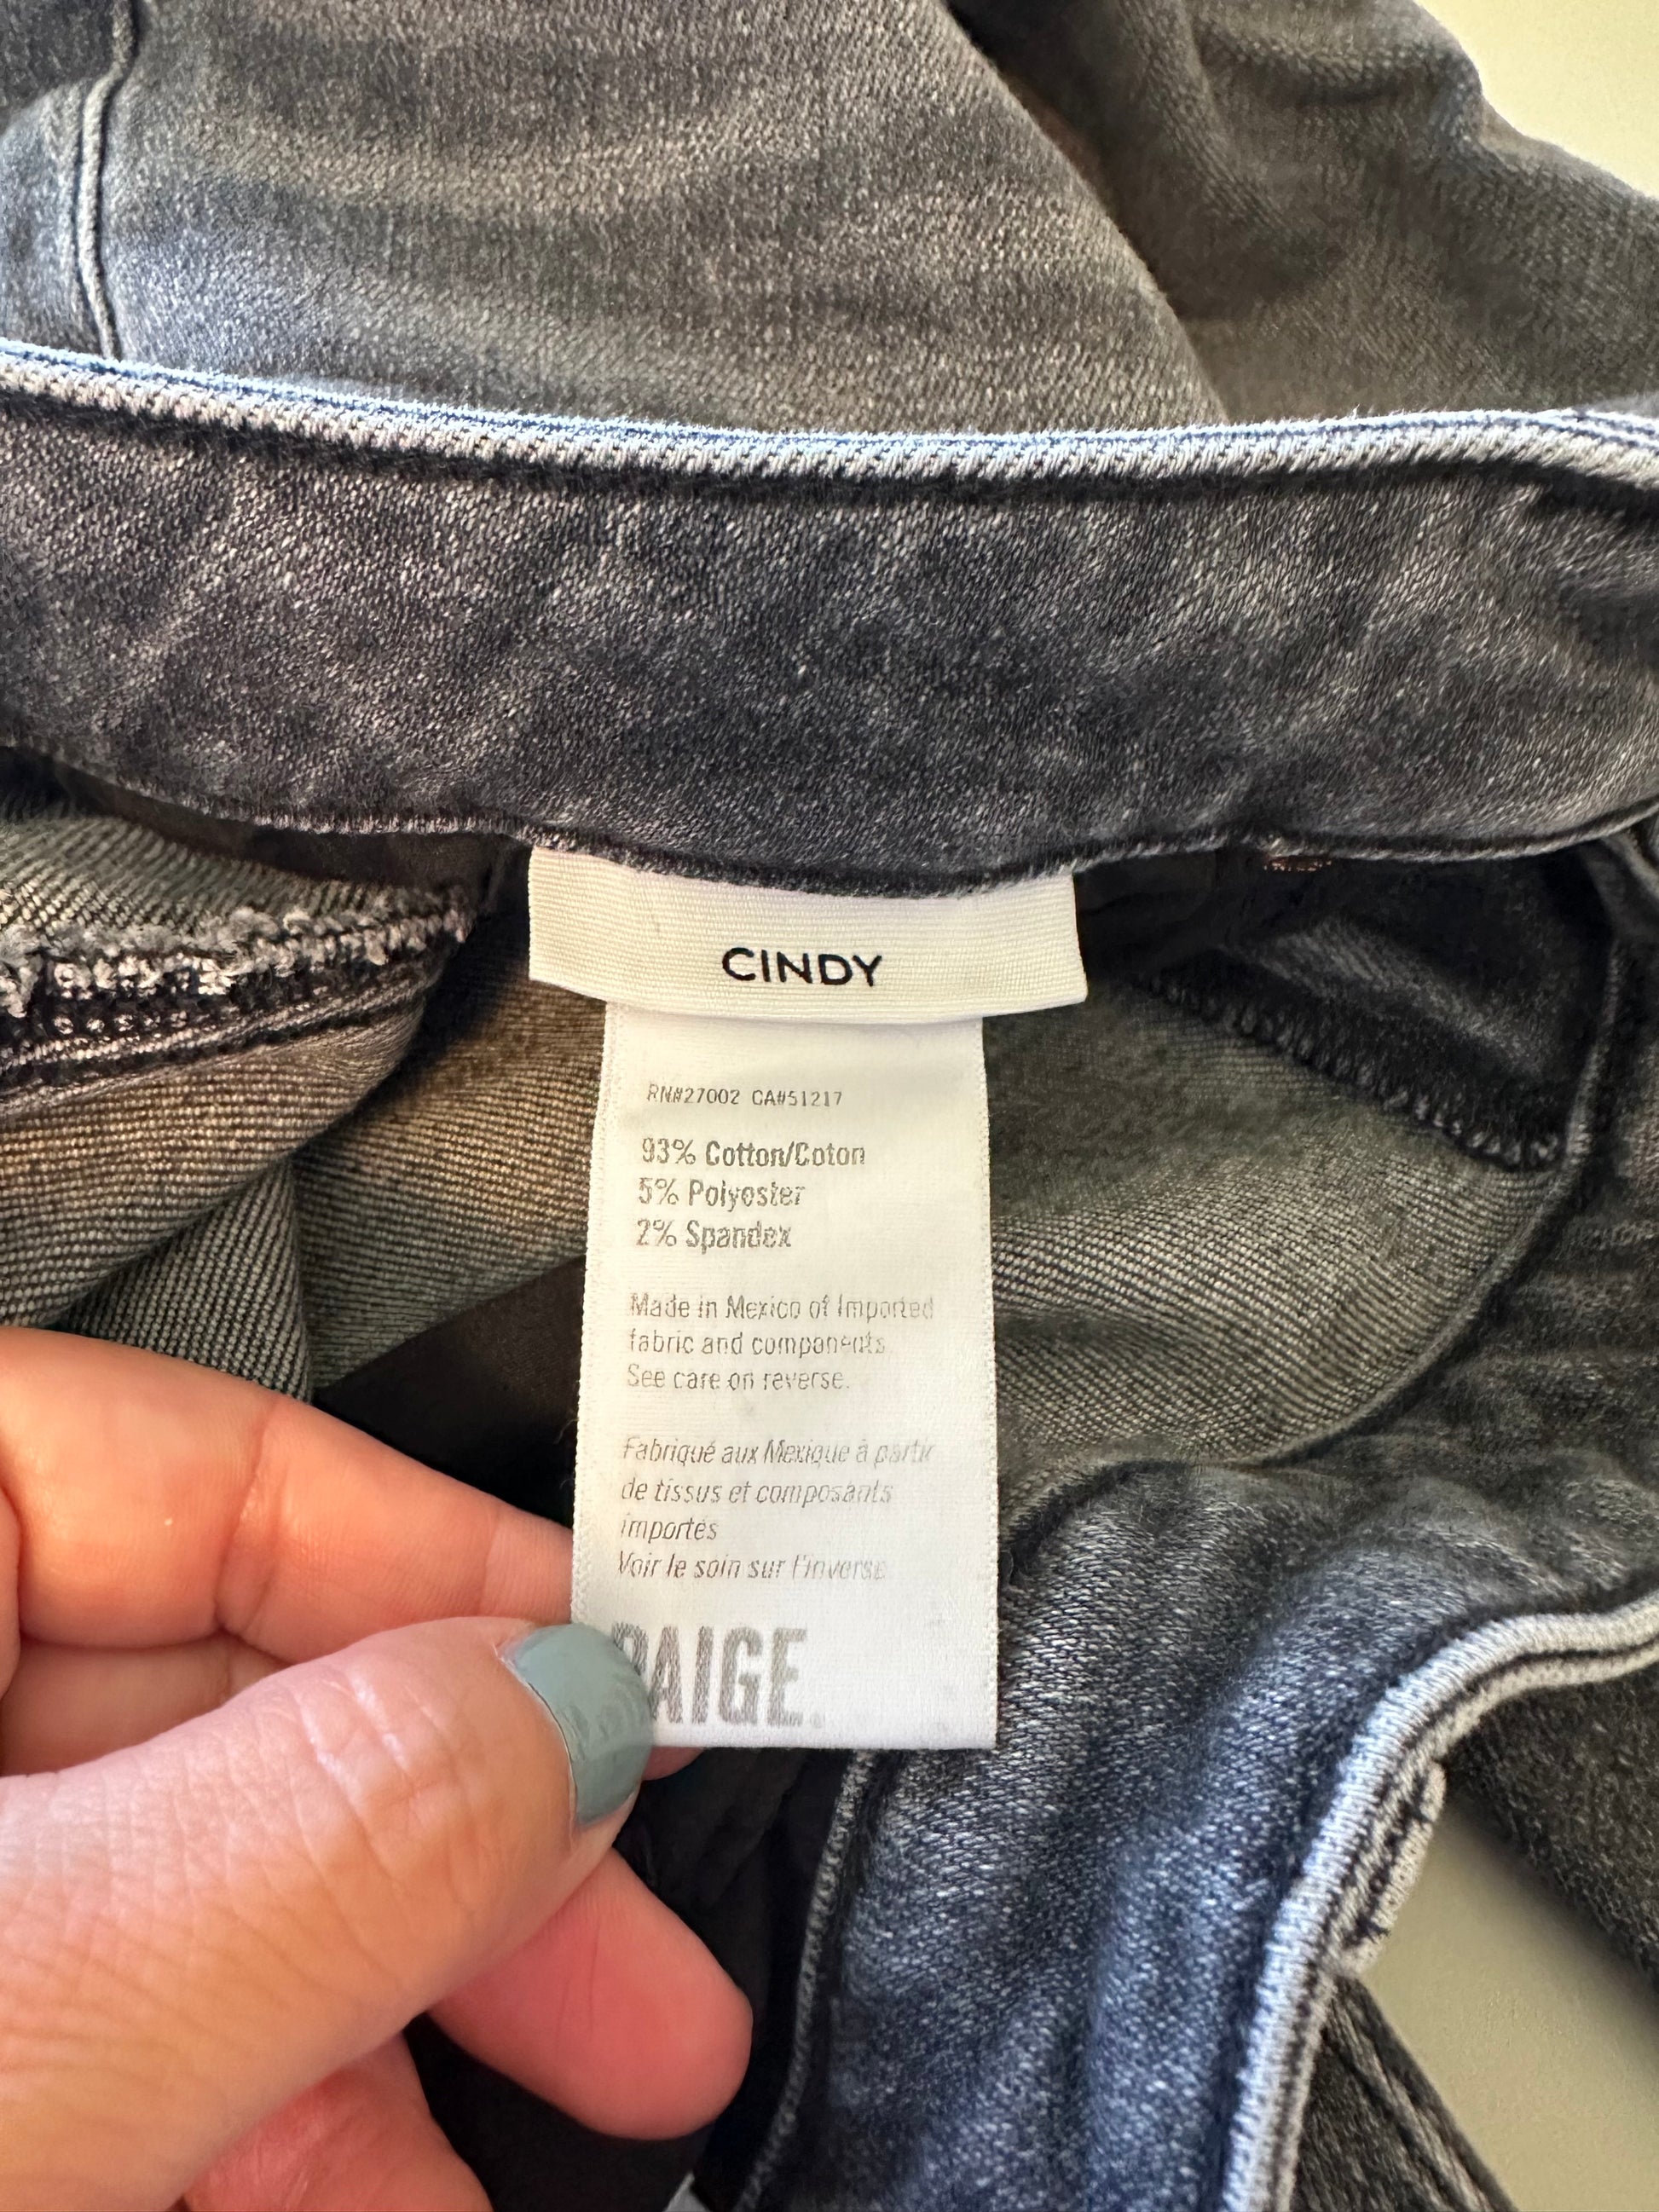 CINDY
RN#27002 CA#51217
93% Cotton/Coton
5% Polyester
2% Spandex
Made in Mexico of Imported
fabric and components
See care on reverse.
Fabriqué aux Mexique à partir
de tissus et composants
importés
Voir le soin sur l'inverse
PAIGE.